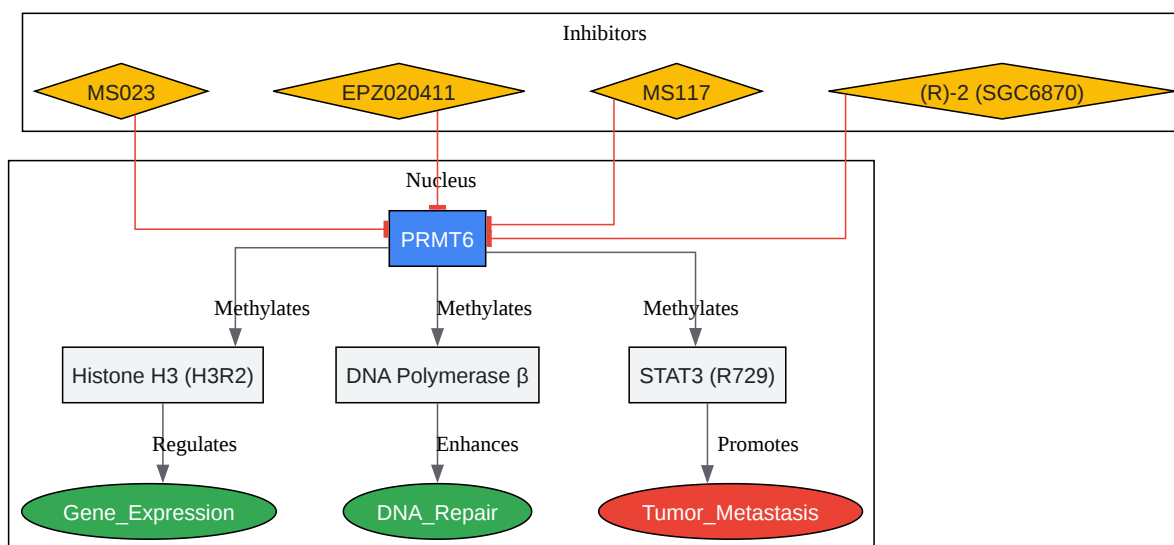 Inhibitors
MS023
EPZ020411
MS117
(R)-2 (SGC6870)
Nucleus
PRMT6
Methylates
Methylates
Methylates
Histone H3 (H3R2)
DNA Polymerase β
STAT3 (R729)
Regulates
Enhances
Promotes
Gene_Expression
DNA_Repair
Tumor_Metastasis